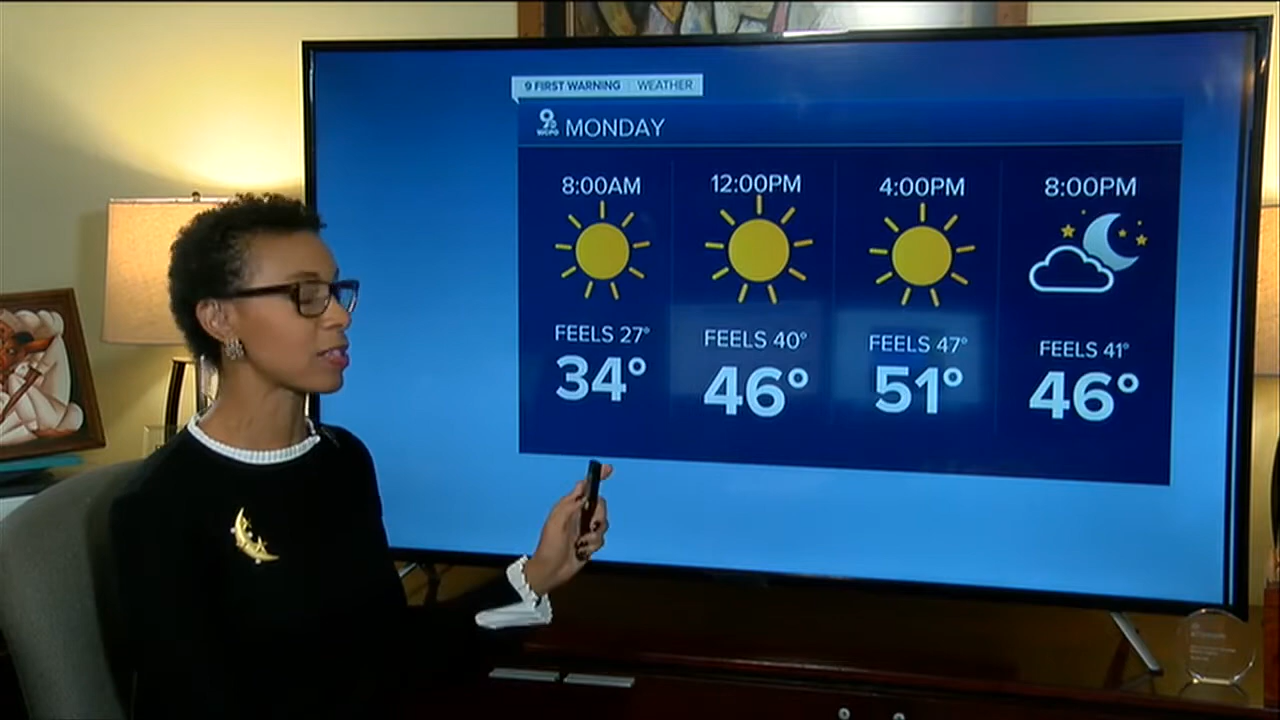 9 FIRST WARNING WEATHER
9
WCPO
MONDAY
8:00AM
12:00PM
4:00PM
8:00PM
FEELS 27°
FEELS 40°
FEELS 47°
FEELS 41°
34°
46°
51°
46°